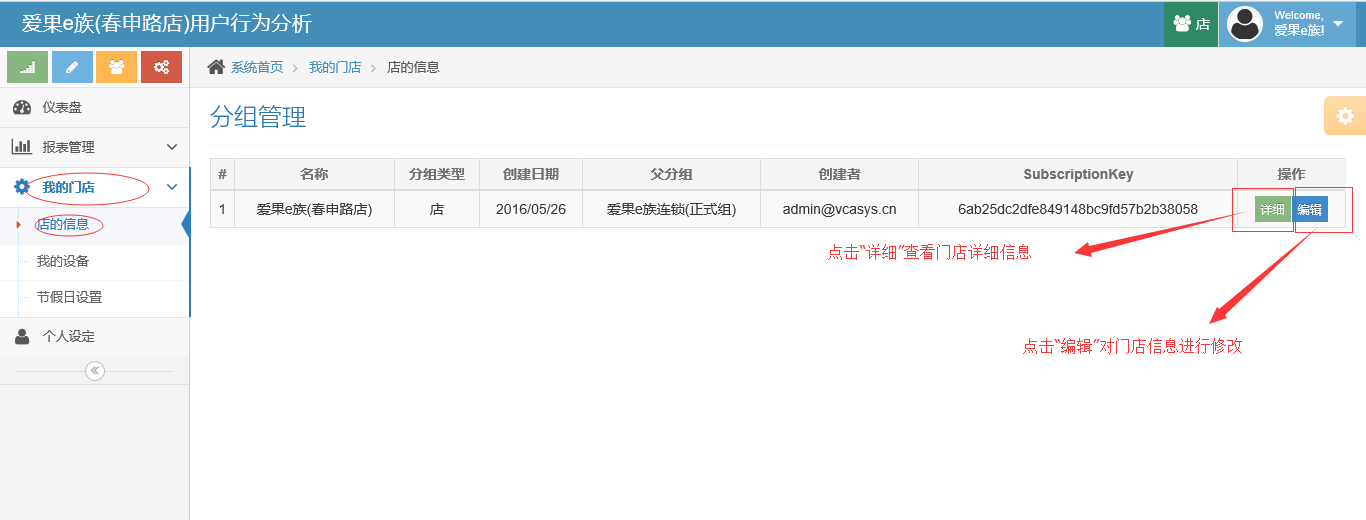 爱果e族(春申路店)用户行为分析
店
Welcome,
爱果e族!
系统首页 我的门店 店的信息
仪表盘
报表管理
我的门店
店的信息
我的设备
节假日设置
个人设定
分组管理
# 名称 分组类型 创建日期 父分组 创建者 SubscriptionKey 操作
1 爱果e族(春申路店) 店 2016/05/26 爱果e族连锁(正式组) admin@vcasys.cn 6ab25dc2dfe849148bc9fd57b2b38058 详细 编辑
点击“详细”查看门店详细信息
点击“编辑”对门店信息进行修改